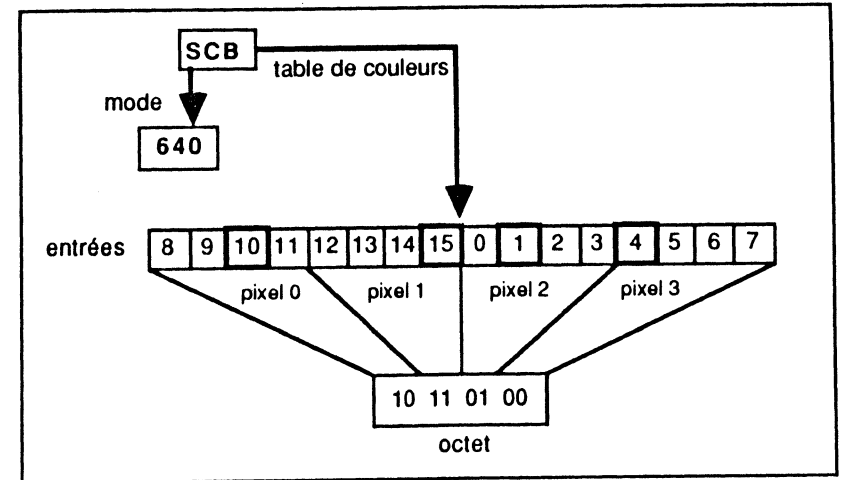 SCB
table de couleurs
mode
640
entrées 8 9 10 11 12 13 14 15 0 1 2 3 4 5 6 7
pixel 0 pixel 1 pixel 2 pixel 3
10 11 01 00
octet